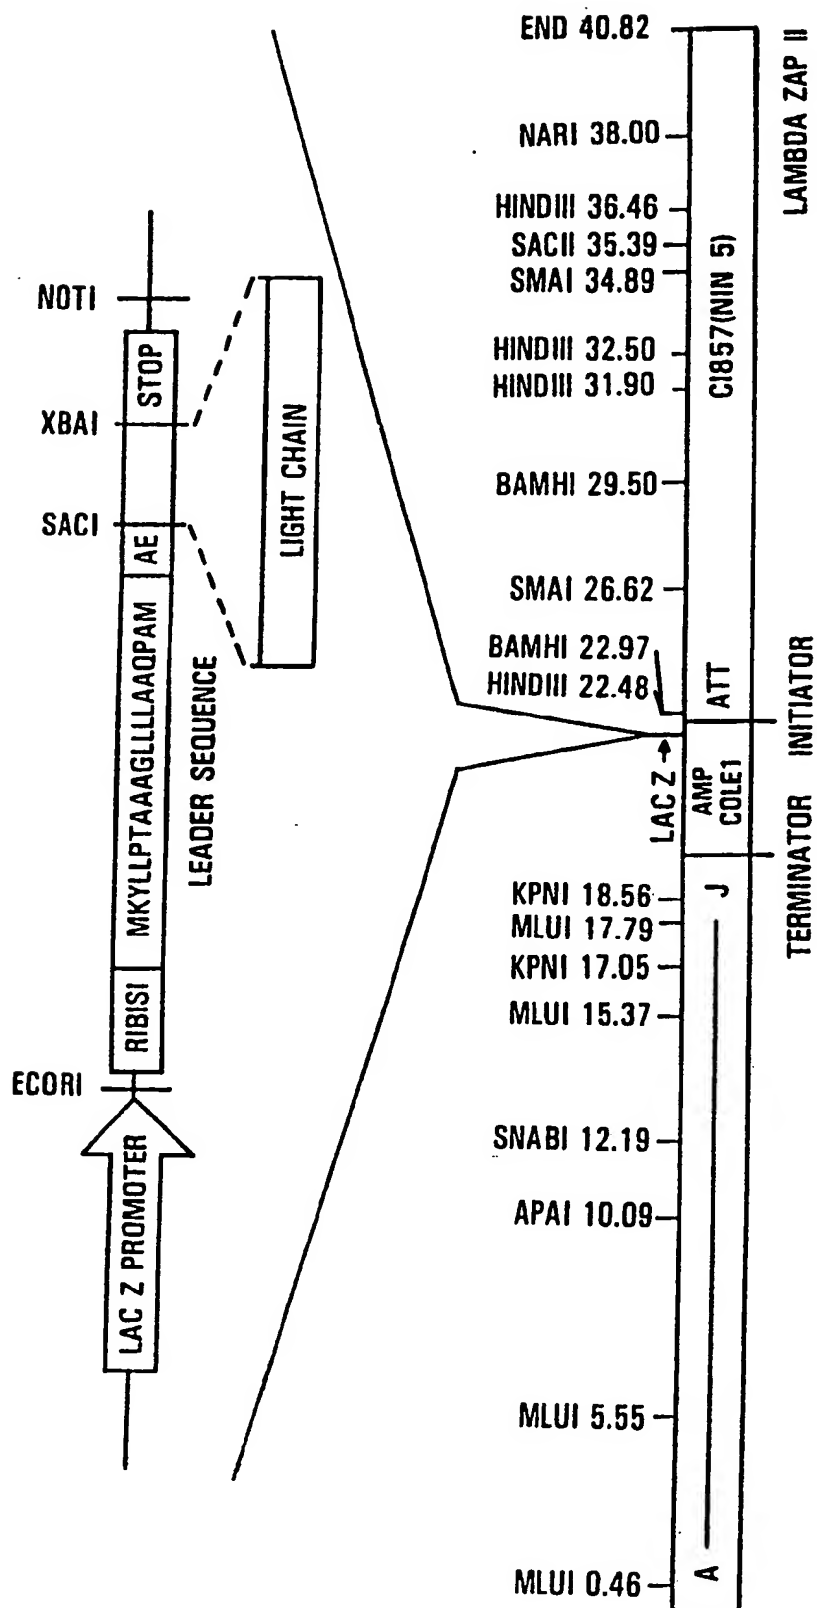 NOTI
XBAI
SACI
ECORI
STOP
AE
MKYLLPTAAAGLLLLAAQPAM
RIBISI
LAC Z PROMOTER
LEADER SEQUENCE
LIGHT CHAIN
END 40.82
NARI 38.00
HINDIII 36.46
SACII 35.39
SMAI 34.89
HINDIII 32.50
HINDIII 31.90
BAMHI 29.50
SMAI 26.62
BAMHI 22.97
HINDIII 22.48
LAC Z
KPNI 18.56
MLUI 17.79
KPNI 17.05
MLUI 15.37
SNABI 12.19
APAI 10.09
MLUI 5.55
MLUI 0.46
CI857(NIN 5)
ATT
AMP
COLE1
J
A
LAMBDA ZAP II
INITIATOR
TERMINATOR